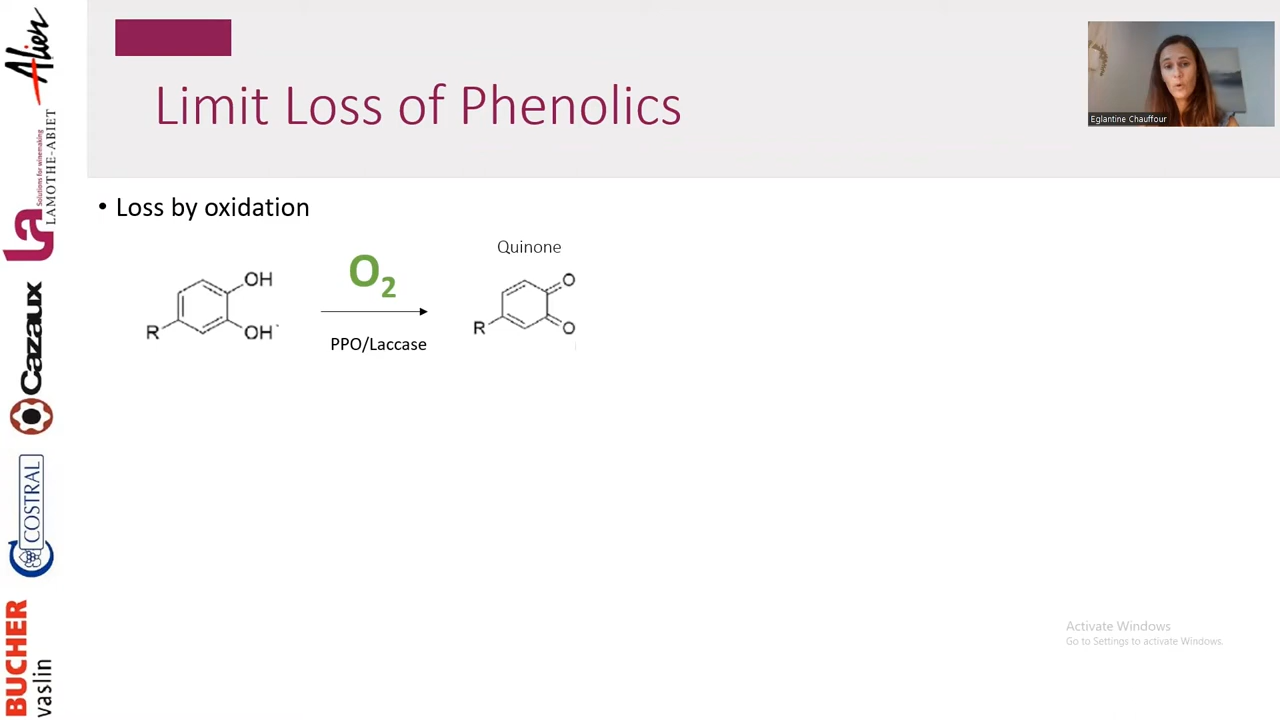 Alien
La
Solutions for winemaking
LAMOTHE-ABIET
Cazaux
COSTRAL
BUCHER
vaslin
Limit Loss of Phenolics
Eglantine Chauffour
• Loss by oxidation
OH
OH
R
O2
PPO/Laccase
Quinone
O
O
R
Activate Windows
Go to Settings to activate Windows.